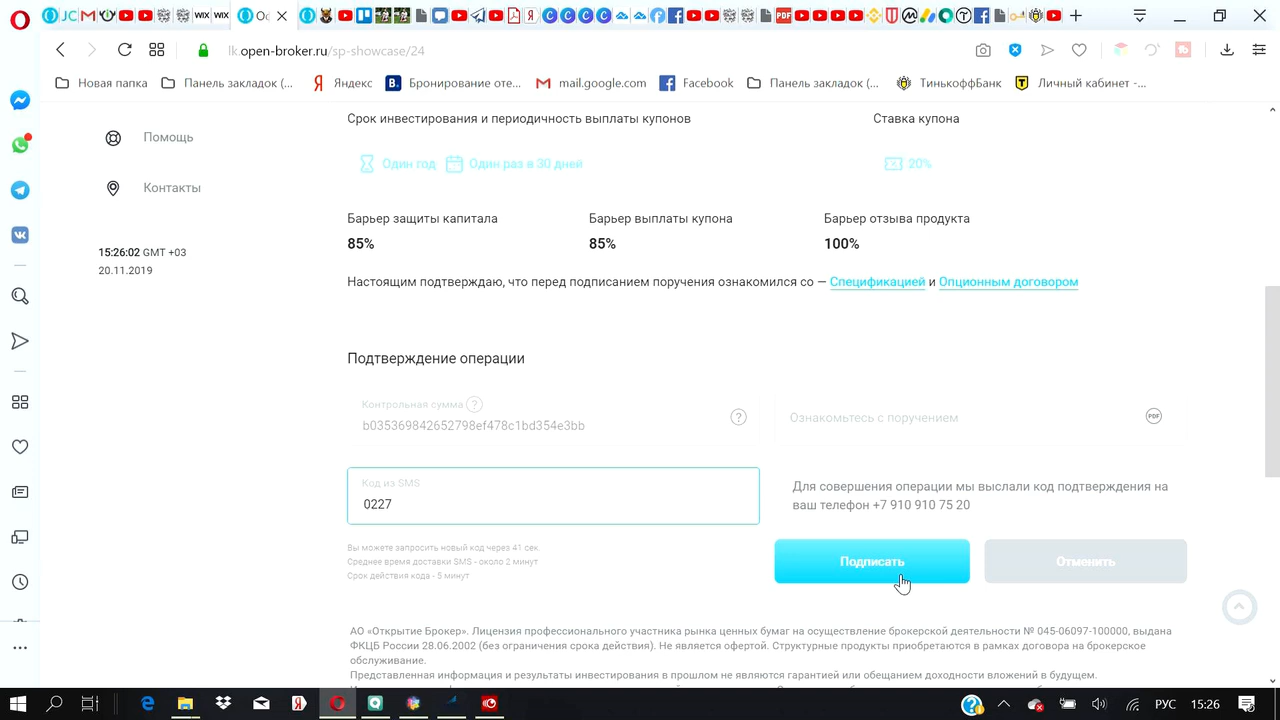 JC
WIX
WIX
Ос
lk.open-broker.ru/sp-showcase/24
Новая папка
Панель закладок (...
Яндекс
Бронирование оте...
mail.google.com
Facebook
Панель закладок (...
ТинькоффБанк
Личный кабинет -...
Помощь
Контакты
15:26:02 GMT +03
20.11.2019
Срок инвестирования и периодичность выплаты купонов
Ставка купона
Один год
Один раз в 30 дней
20%
Барьер защиты капитала
Барьер выплаты купона
Барьер отзыва продукта
85%
85%
100%
Настоящим подтверждаю, что перед подписанием поручения ознакомился со — Спецификацией и Опционным договором
Подтверждение операции
Контрольная сумма ?
b035369842652798ef478c1bd354e3bb
?
Ознакомьтесь с поручением
PDF
Код из SMS
0227
Для совершения операции мы выслали код подтверждения на
ваш телефон +7 910 910 75 20
Вы можете запросить новый код через 41 сек.
Среднее время доставки SMS - около 2 минут
Срок действия кода - 5 минут
Подписать
Отменить
АО «Открытие Брокер». Лицензия профессионального участника рынка ценных бумаг на осуществление брокерской деятельности № 045-06097-100000, выдана
ФКЦБ России 28.06.2002 (без ограничения срока действия). Не является офертой. Структурные продукты приобретаются в рамках договора на брокерское
обслуживание.
Представленная информация и результаты инвестирования в прошлом не являются гарантией или обещанием доходности вложений в будущем.
РУС
15:26